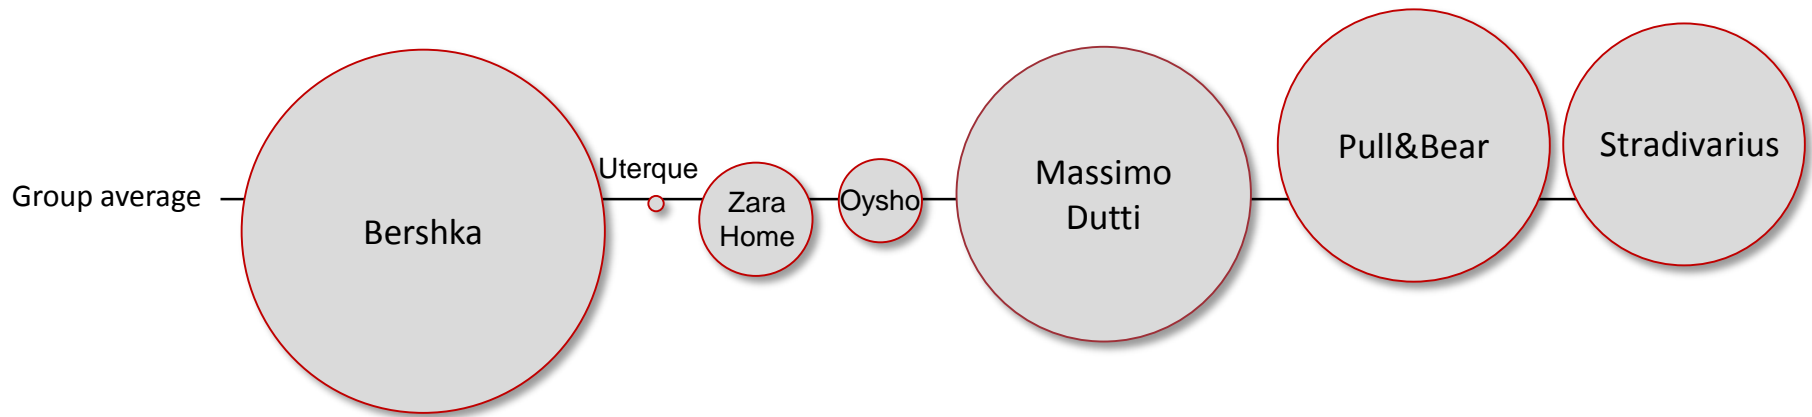 Group average
Bershka
Uterque
Zara
Home
Oysho
Massimo
Dutti
Pull&Bear
Stradivarius